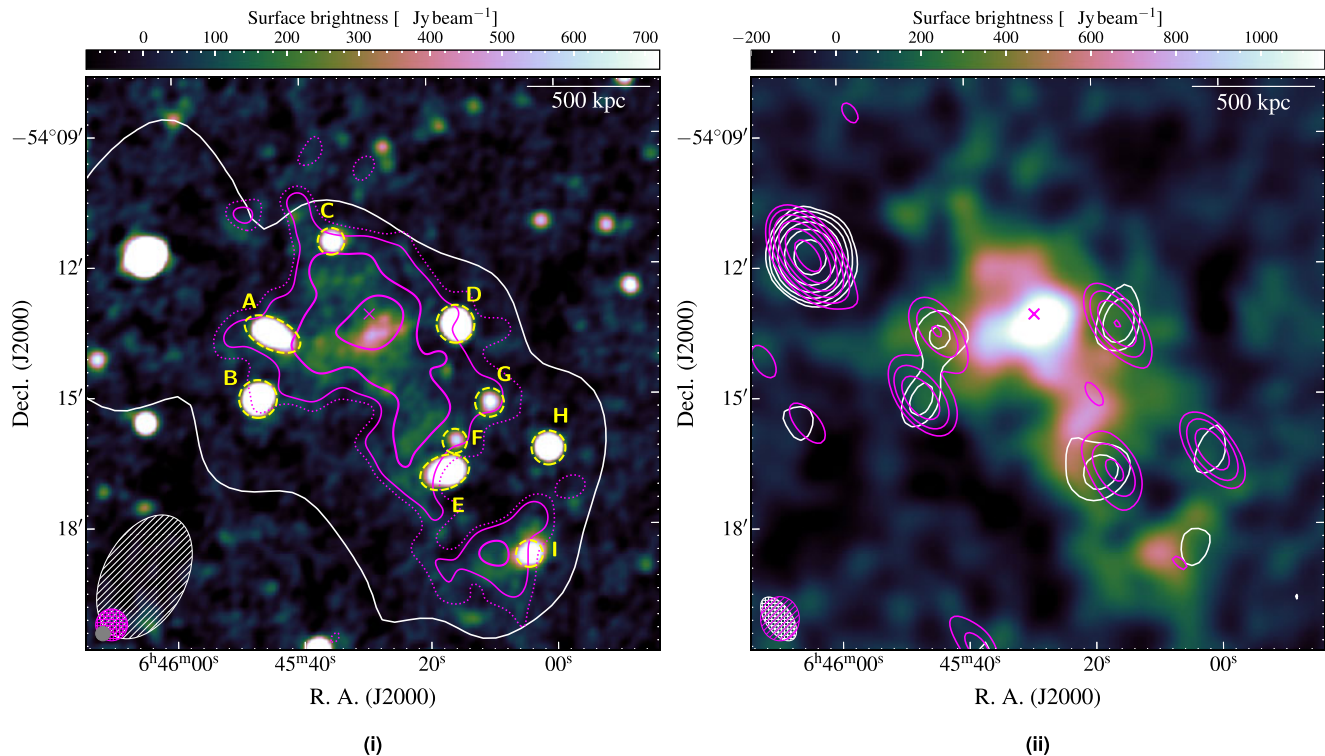 Surface brightness [ Jy beam⁻¹]
0 100 200 300 400 500 600 700
500 kpc
−54°09′
12′
15′
18′
Decl. (J2000)
A
B
C
D
E
F
G
H
I
6ʰ46ᵐ00ˢ 45ᵐ40ˢ 20ˢ 00ˢ
R. A. (J2000)
(i)
Surface brightness [ Jy beam⁻¹]
−200 0 200 400 600 800 1000
500 kpc
−54°09′
12′
15′
18′
Decl. (J2000)
6ʰ46ᵐ00ˢ 45ᵐ40ˢ 20ˢ 00ˢ
R. A. (J2000)
(ii)